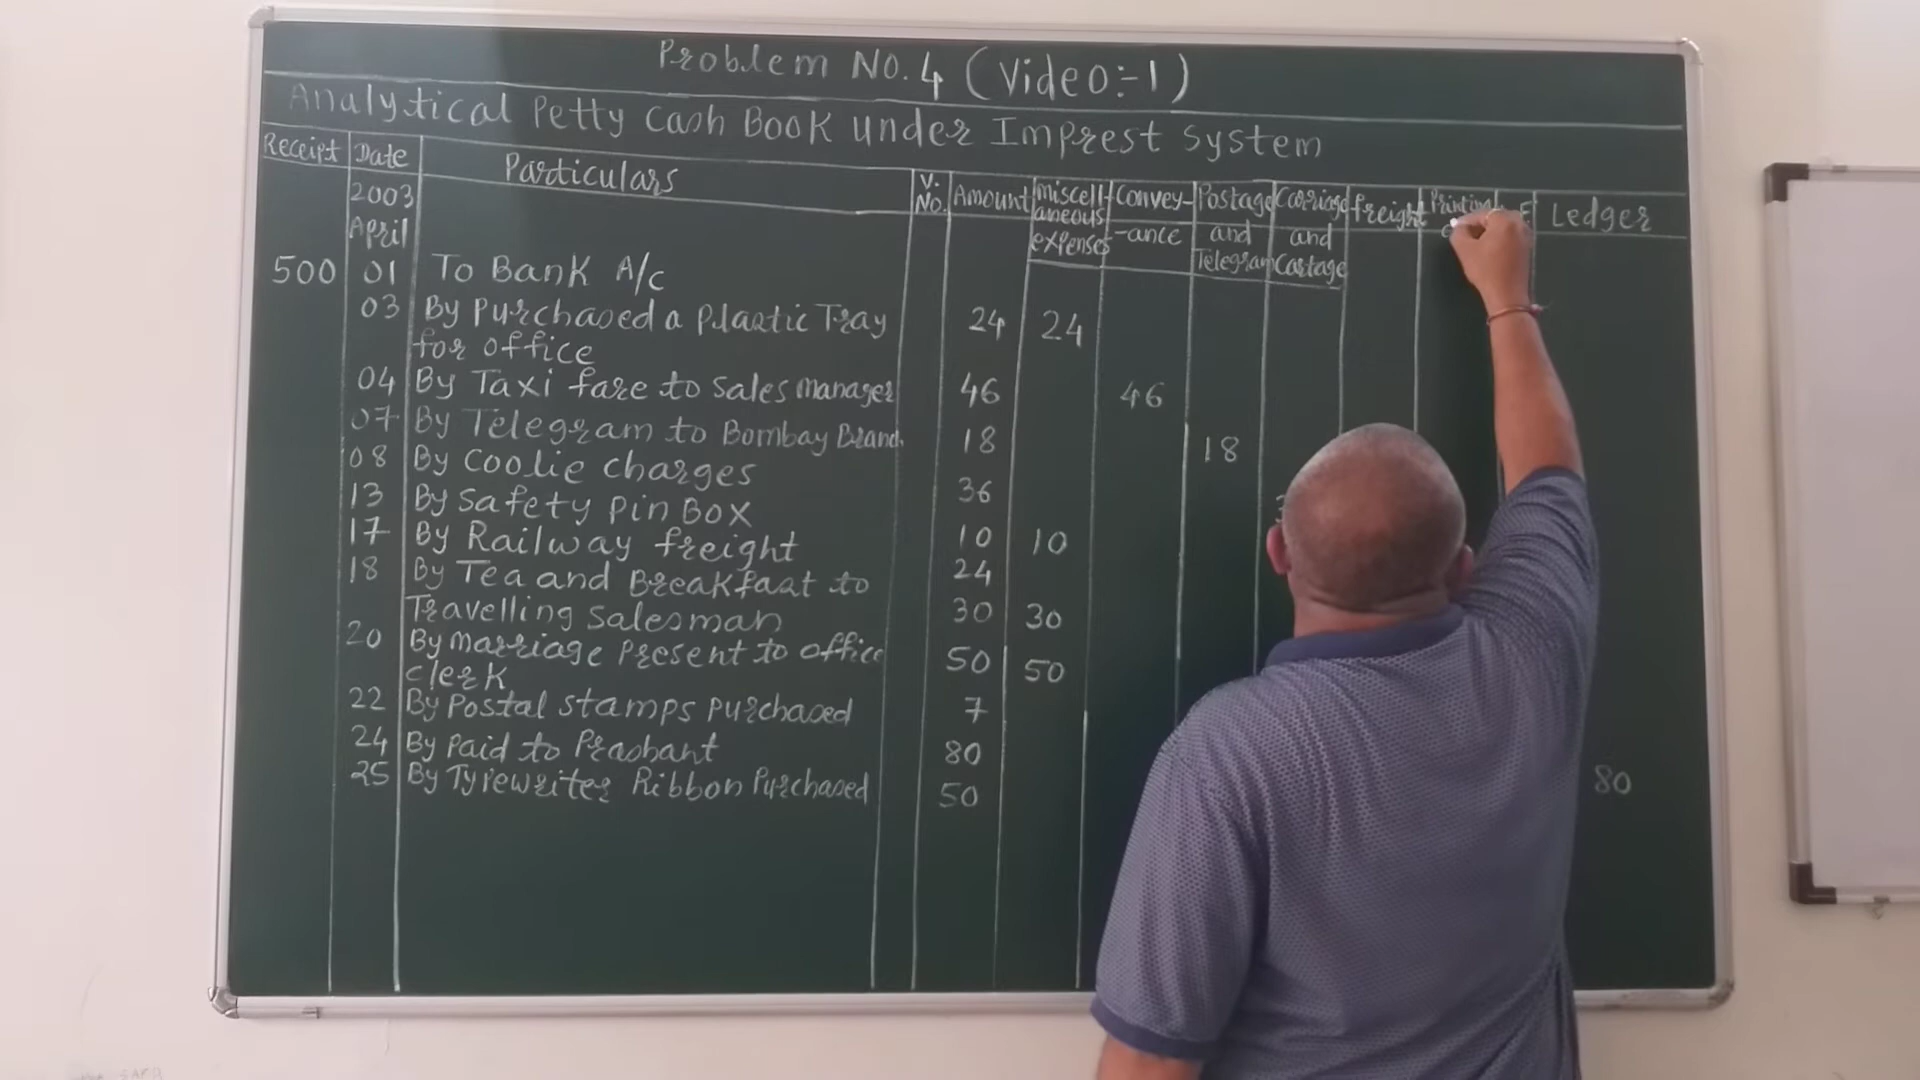 Problem No. 4 (Video:-1)
Analytical Petty Cash Book under Imprest System
Receipt Date Particulars V. No. Amount Miscell-aneous expenses Convey-ance Postage and Telegram Carriage and Cartage freight Printing F Ledger
2003
April
500 01 To Bank A/c
03 By Purchased a Plastic Tray 24 24
for office
04 By Taxi fare to Sales manager 46 46
07 By Telegram to Bombay Branch 18 18
08 By Coolie charges 36
13 By Safety pin Box 10 10
17 By Railway freight 24
18 By Tea and Breakfast to
Travelling salesman 30 30
20 By Marriage Present to office 50 50
clerk
22 By Postal stamps purchased 7
24 By Paid to Prashant 80 80
25 By Tyrewriter Ribbon Purchased 50